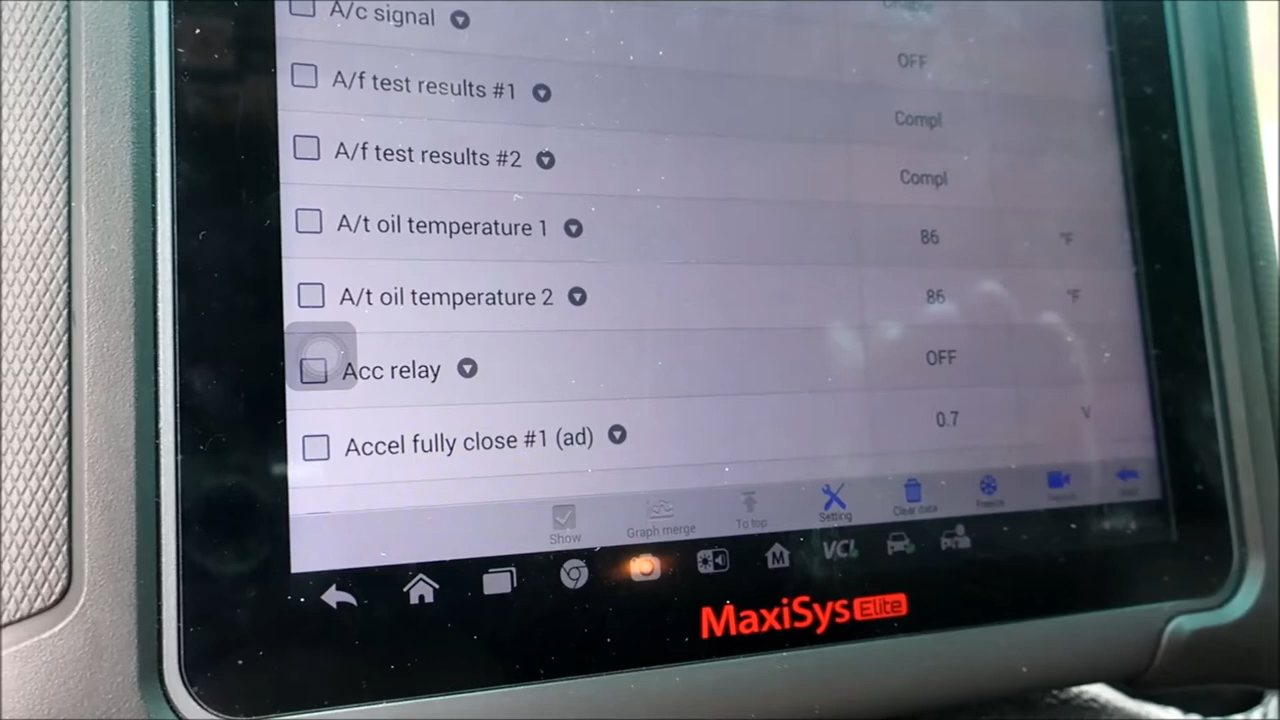 A/c signal
OFF
A/f test results #1
Compl
A/f test results #2
Compl
A/t oil temperature 1 86 °F
A/t oil temperature 2 86 °F
Acc relay OFF
Accel fully close #1 (ad) 0.7 V
Show Graph merge To top Setting Clear data Freeze
M VCI
MaxiSys Elite